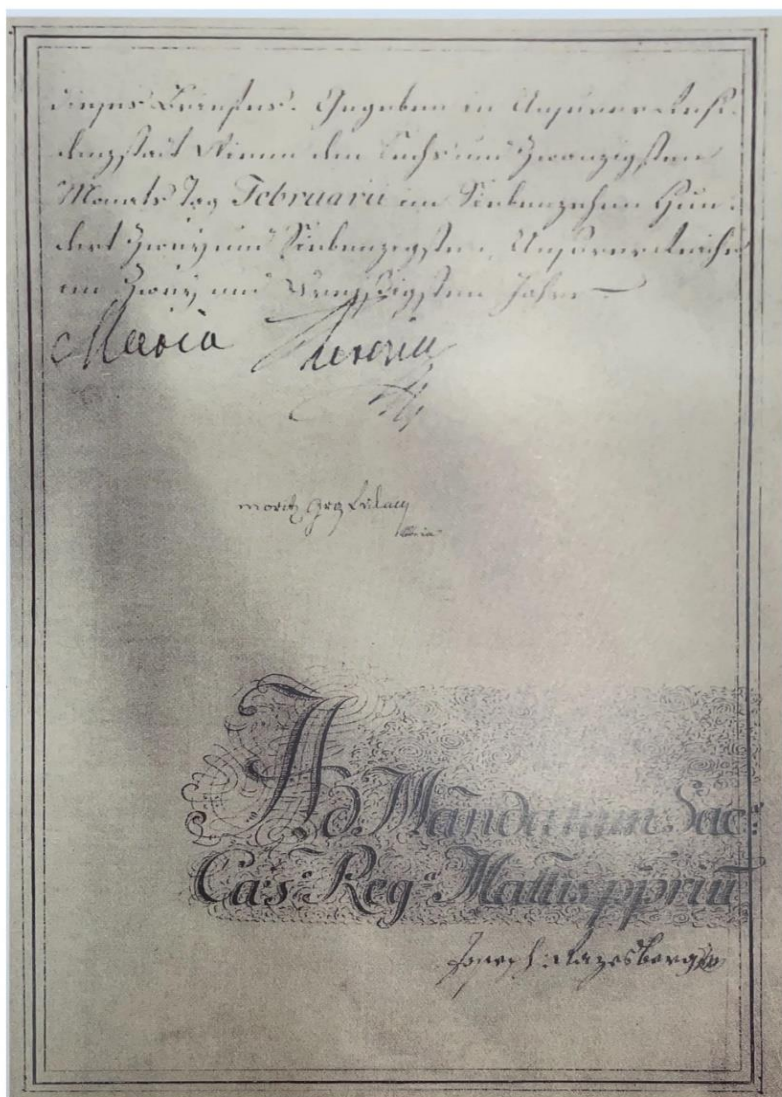 Gegeben in Unserer Resi-
denzstadt Wienn den Sechs und Zwanzigsten
Monats Tag Februarii im Siebenzehen Hun-
dert Zwey und Siebenzigsten, Unserer Reiche
im Zwey und Dreyßigsten Jahre
Maria Theresia
Ad Mandatum Sac:
Cæs:ᵃ Reg:ᵃ Mattis pprium